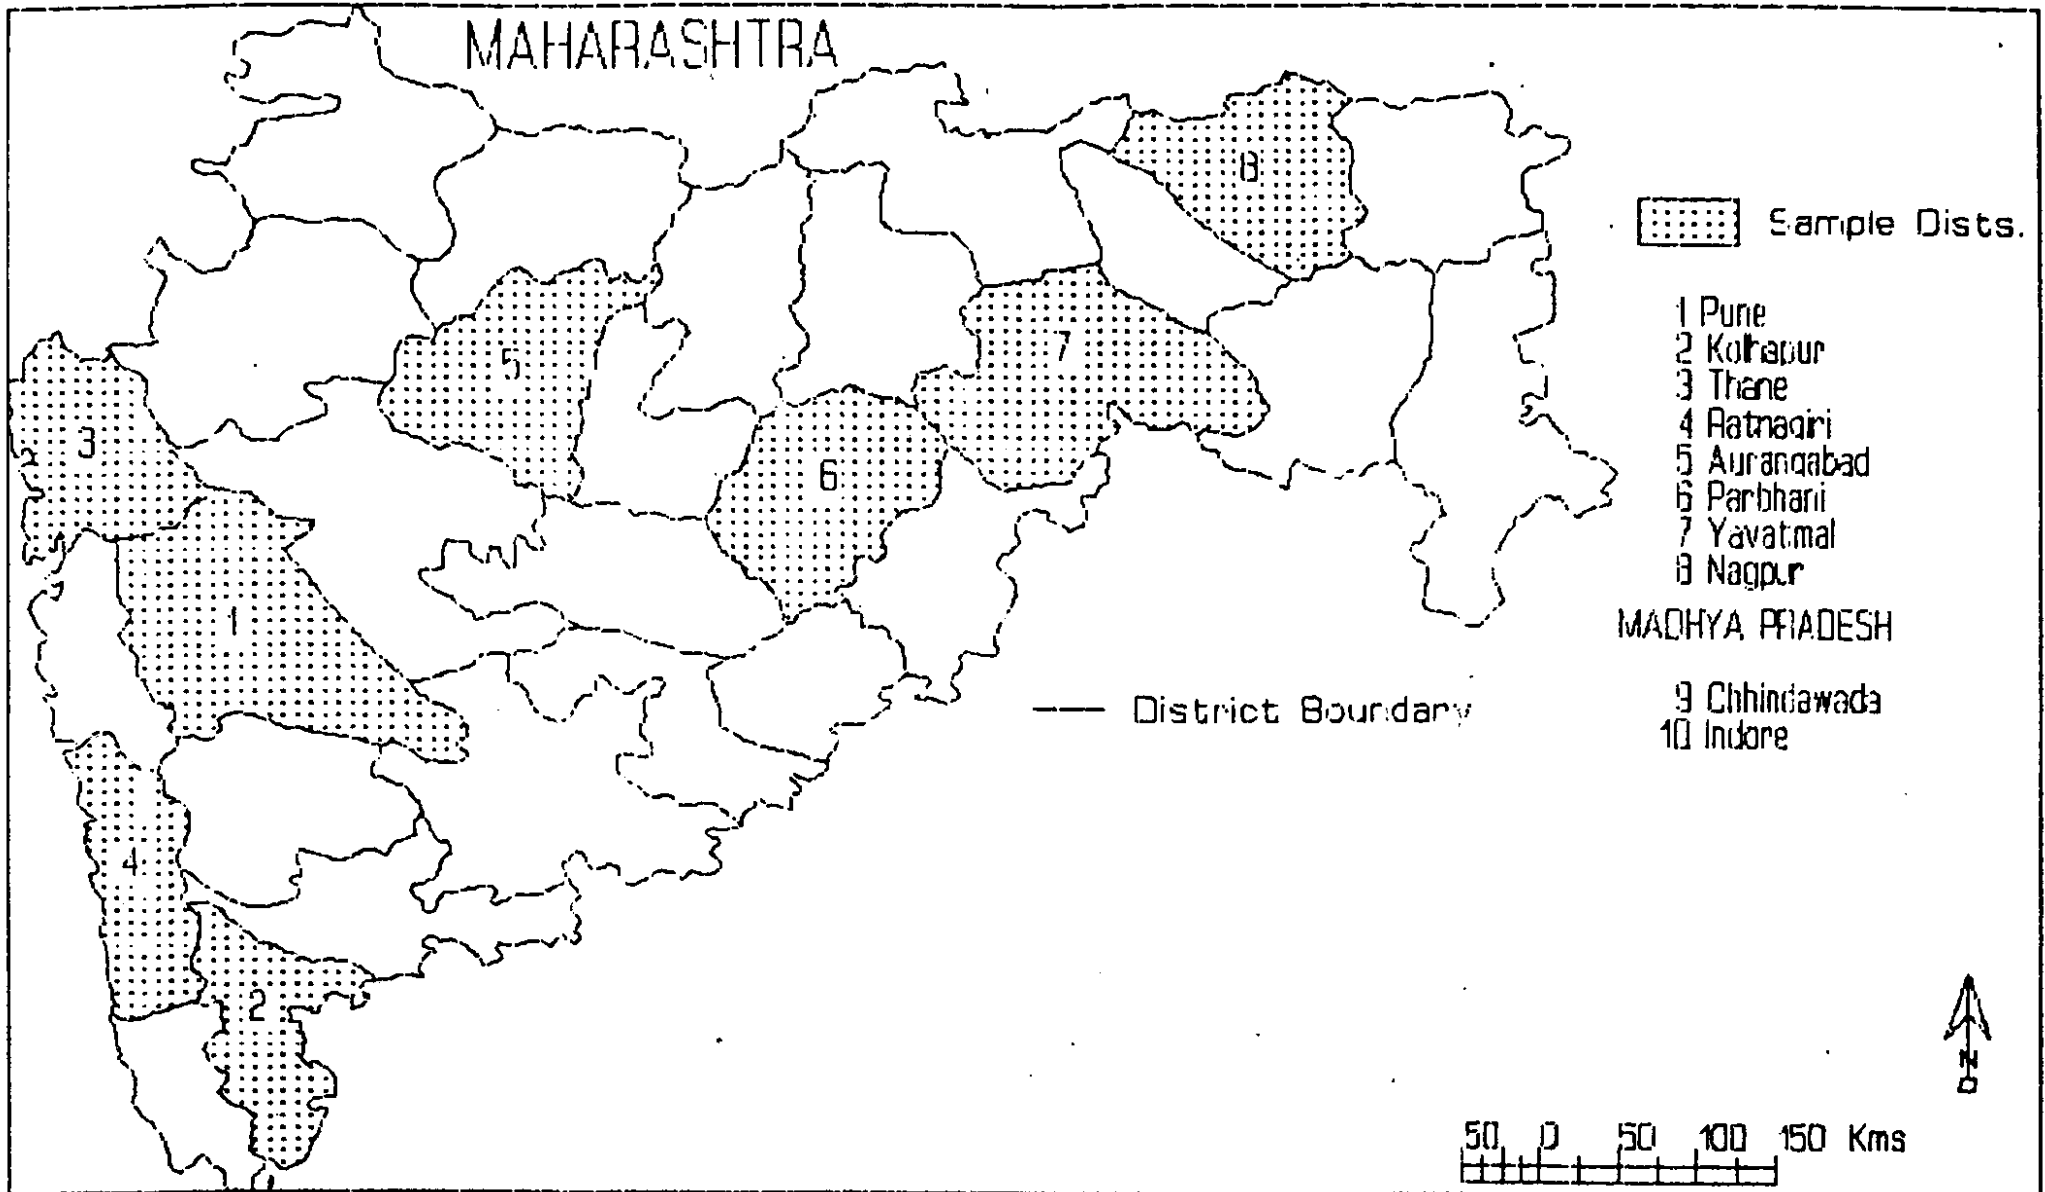 MAHARASHTRA
8
Sample Dists.
1 Pune
7
2 Kolhapur
5
3 Thane
3
4 Ratnagiri
5 Aurangabad
6
6 Parbhani
7 Yavatmal
8 Nagpur
1
MADHYA PRADESH
District Boundary
9 Chhindawada
10 Indore
4
2
N
50 0 50 100 150 Kms